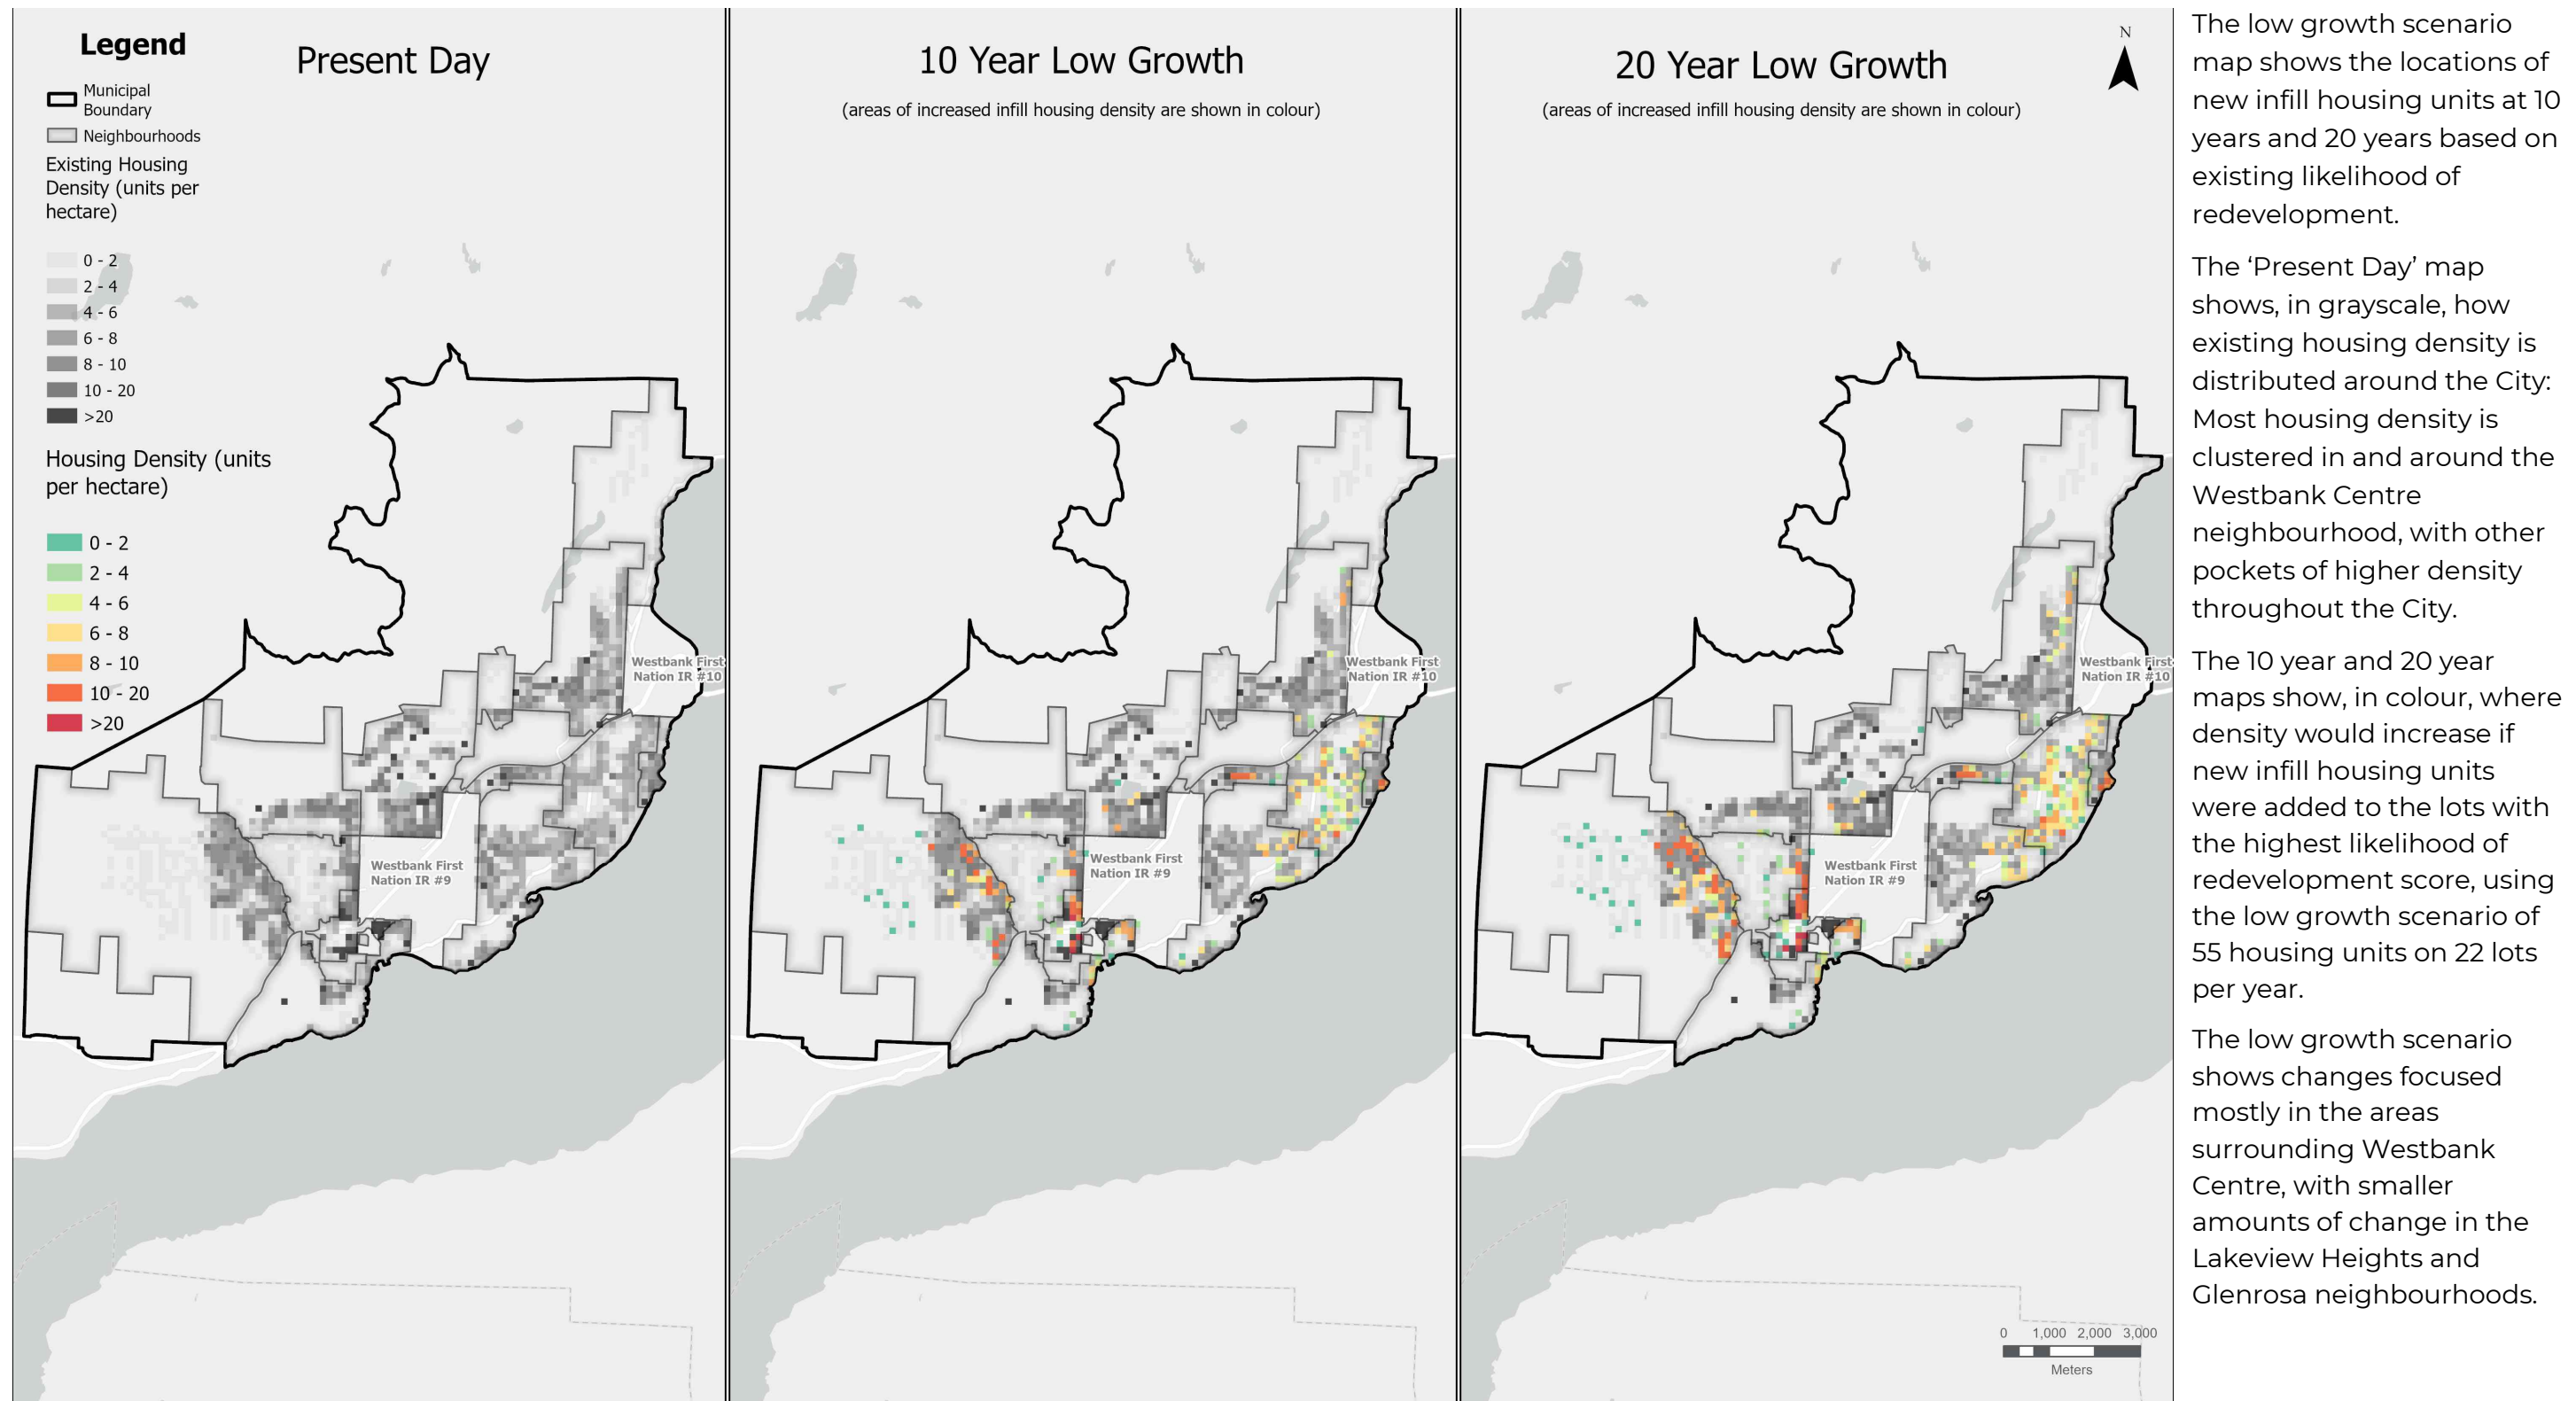 Legend
Municipal
Boundary
Neighbourhoods
Existing Housing
Density (units per
hectare)
0 - 2
2 - 4
4 - 6
6 - 8
8 - 10
10 - 20
>20
Housing Density (units
per hectare)
0 - 2
2 - 4
4 - 6
6 - 8
8 - 10
10 - 20
>20
Present Day
Westbank First
Nation IR #10
Westbank First
Nation IR #9
10 Year Low Growth
(areas of increased infill housing density are shown in colour)
Westbank First
Nation IR #10
Westbank First
Nation IR #9
20 Year Low Growth
(areas of increased infill housing density are shown in colour)
N
Westbank First
Nation IR #10
Westbank First
Nation IR #9
0 1,000 2,000 3,000
Meters
The low growth scenario
map shows the locations of
new infill housing units at 10
years and 20 years based on
existing likelihood of
redevelopment.
The ‘Present Day’ map
shows, in grayscale, how
existing housing density is
distributed around the City:
Most housing density is
clustered in and around the
Westbank Centre
neighbourhood, with other
pockets of higher density
throughout the City.
The 10 year and 20 year
maps show, in colour, where
density would increase if
new infill housing units
were added to the lots with
the highest likelihood of
redevelopment score, using
the low growth scenario of
55 housing units on 22 lots
per year.
The low growth scenario
shows changes focused
mostly in the areas
surrounding Westbank
Centre, with smaller
amounts of change in the
Lakeview Heights and
Glenrosa neighbourhoods.